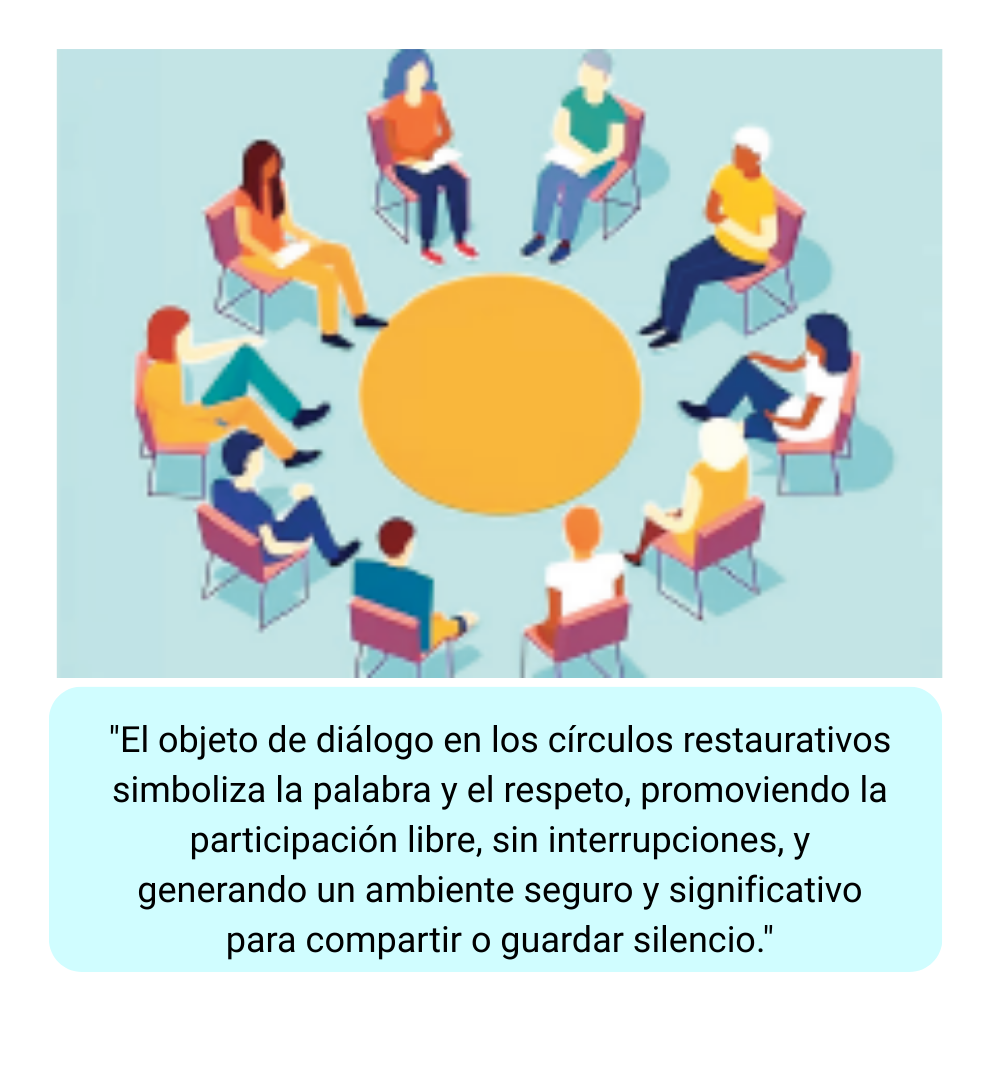 "El objeto de diálogo en los círculos restaurativos
simboliza la palabra y el respeto, promoviendo la
participación libre, sin interrupciones, y
generando un ambiente seguro y significativo
para compartir o guardar silencio."